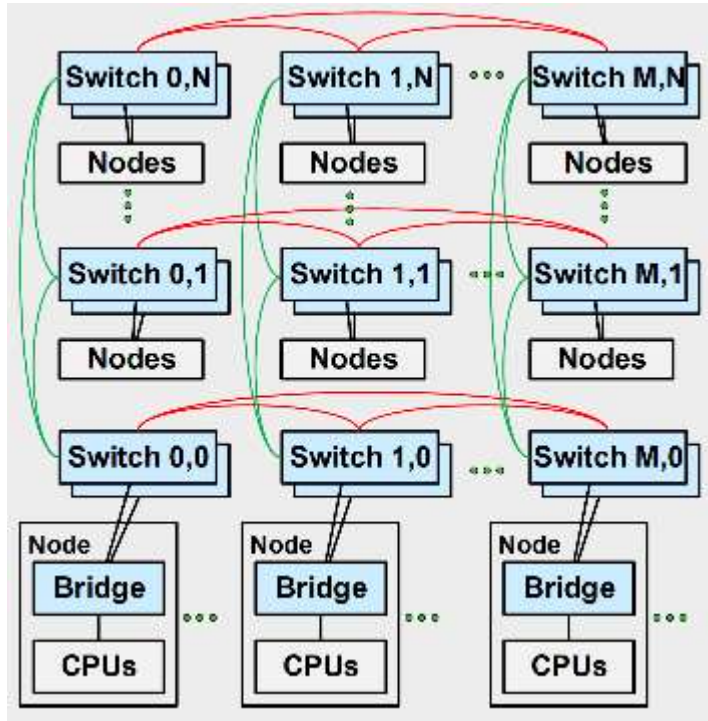 Switch 0,N
Switch 1,N
Switch M,N
Nodes
Nodes
Nodes
Switch 0,1
Switch 1,1
Switch M,1
Nodes
Nodes
Nodes
Switch 0,0
Switch 1,0
Switch M,0
Node
Node
Node
Bridge
Bridge
Bridge
CPUs
CPUs
CPUs